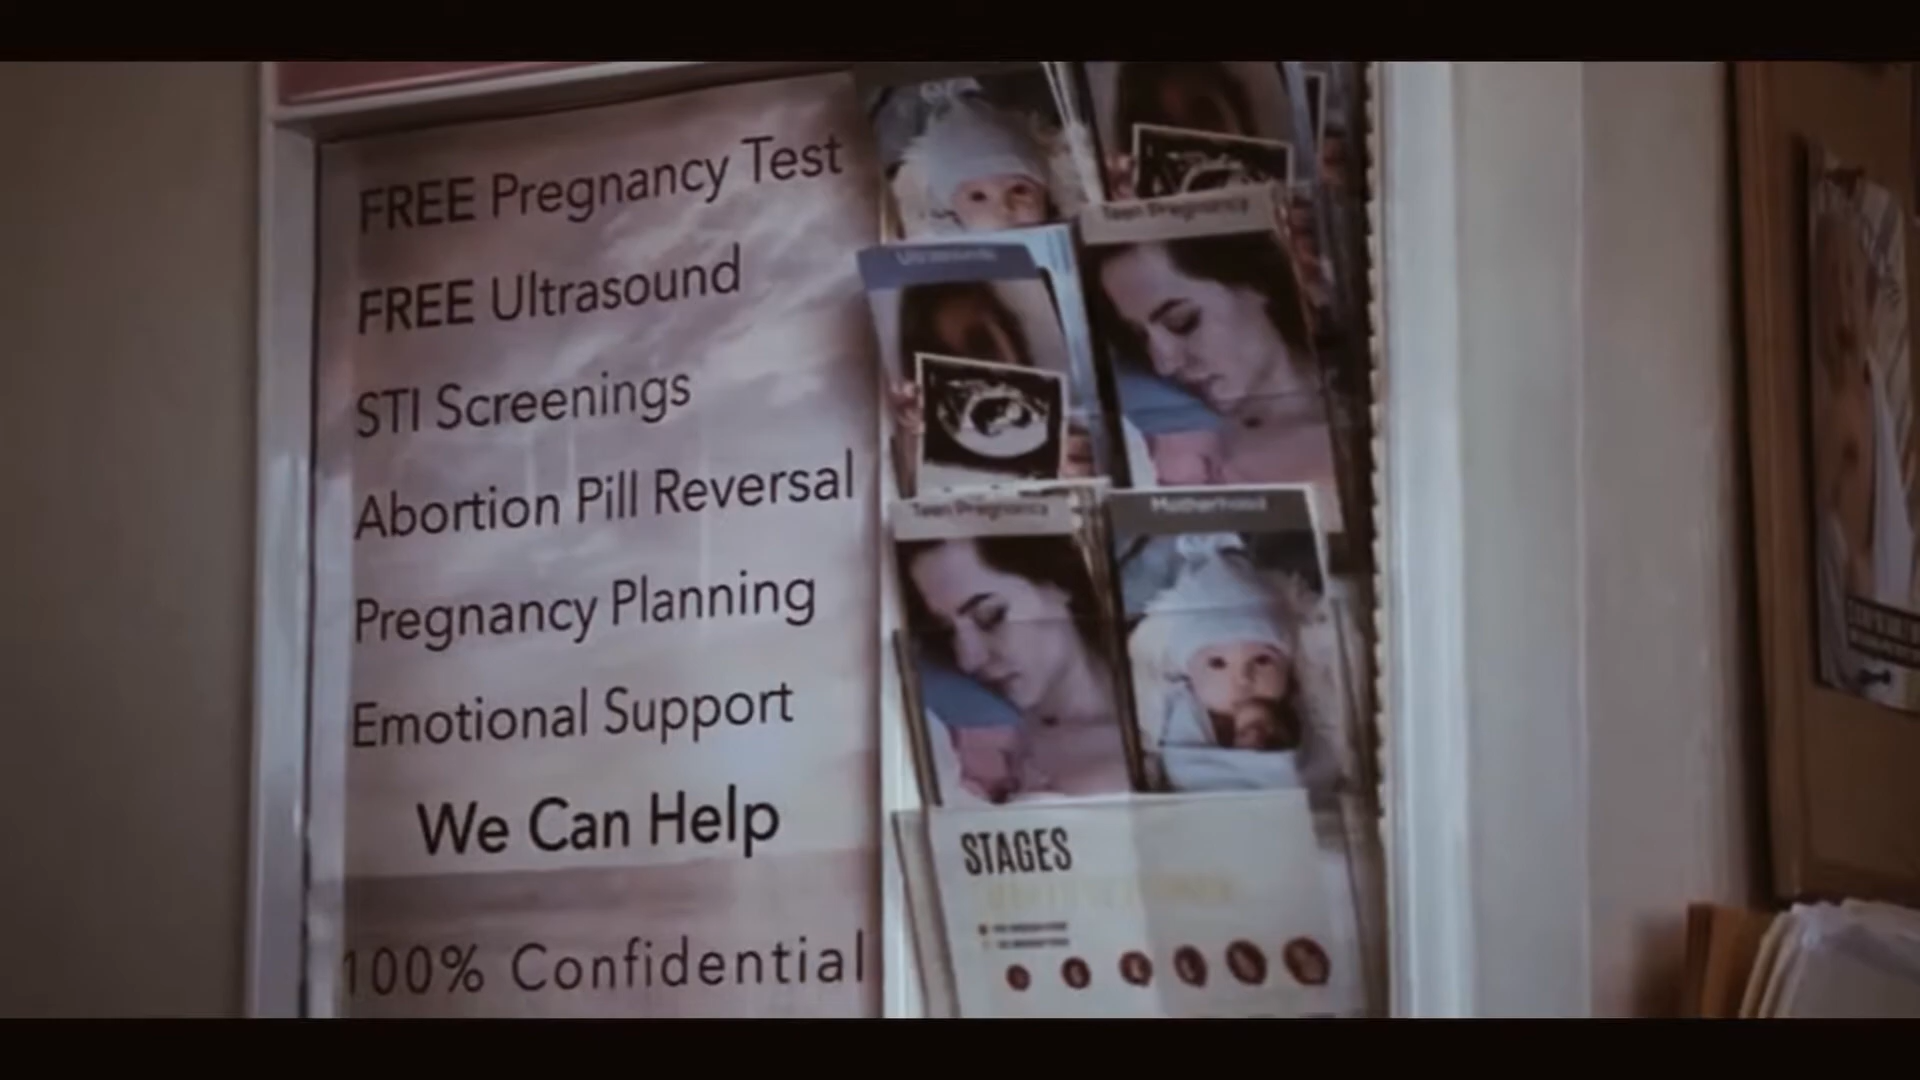 FREE Pregnancy Test
FREE Ultrasound
STI Screenings
Abortion Pill Reversal
Pregnancy Planning
Emotional Support
We Can Help
100% Confidential
Teen Pregnancy
Ultrasounds
Teen Pregnancy
Motherhood
STAGES